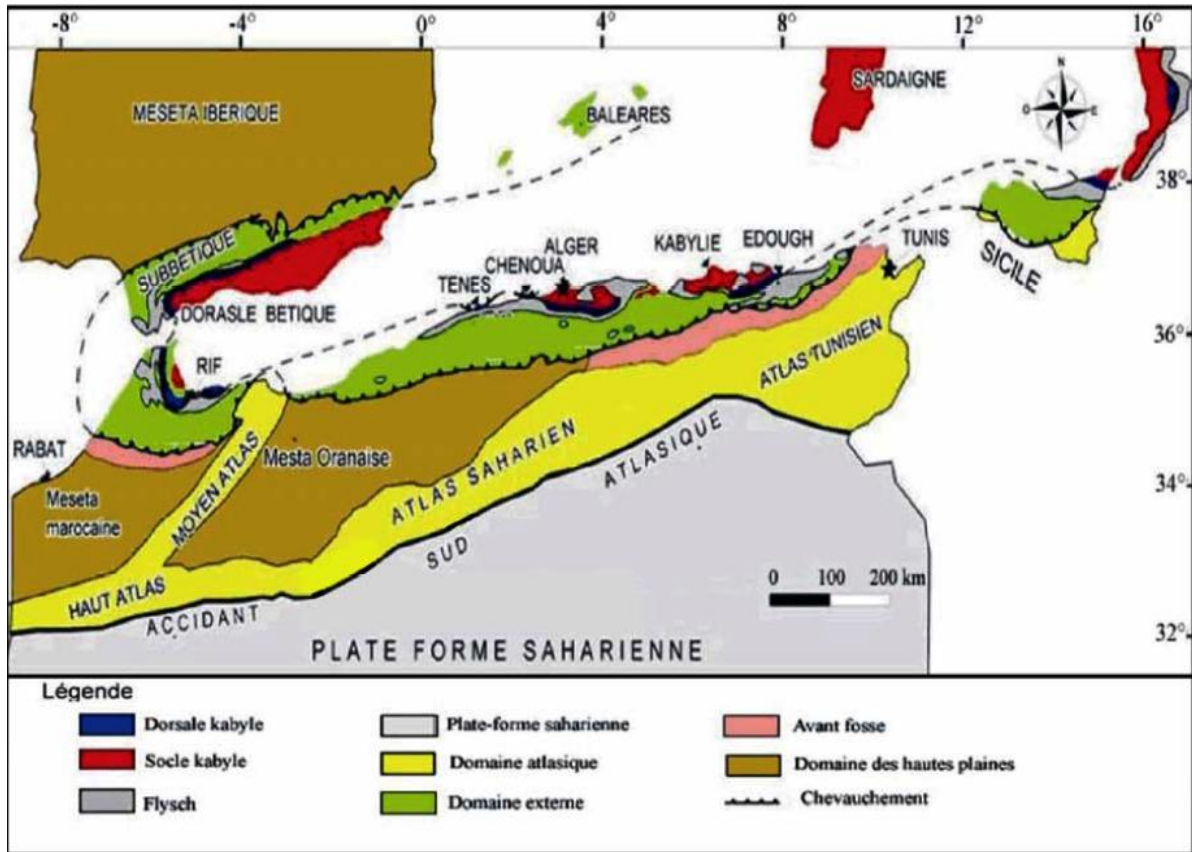 -8° -4° 0° 4° 8° 12° 16°
MESETA IBÉRIQUE
BALEARES
SARDAIGNE
N
O E
S
38°
SUBBÉTIQUE
DORASLE BÉTIQUE
TENES
CHENOUA
ALGER
KABYLIE
EDOUGH
TUNIS
SICILE
36°
RIF
RABAT
Meseta
marocaine
MOYEN ATLAS
Mesta Oranaise
ATLAS SAHARIEN
ATLAS TUNISIEN
34°
HAUT ATLAS
ACCIDANT SUD ATLASIQUE
0 100 200 km
32°
PLATE FORME SAHARIENNE
Légende
Dorsale kabyle
Socle kabyle
Flysch
Plate-forme saharienne
Domaine atlasique
Domaine externe
Avant fosse
Domaine des hautes plaines
Chevauchement